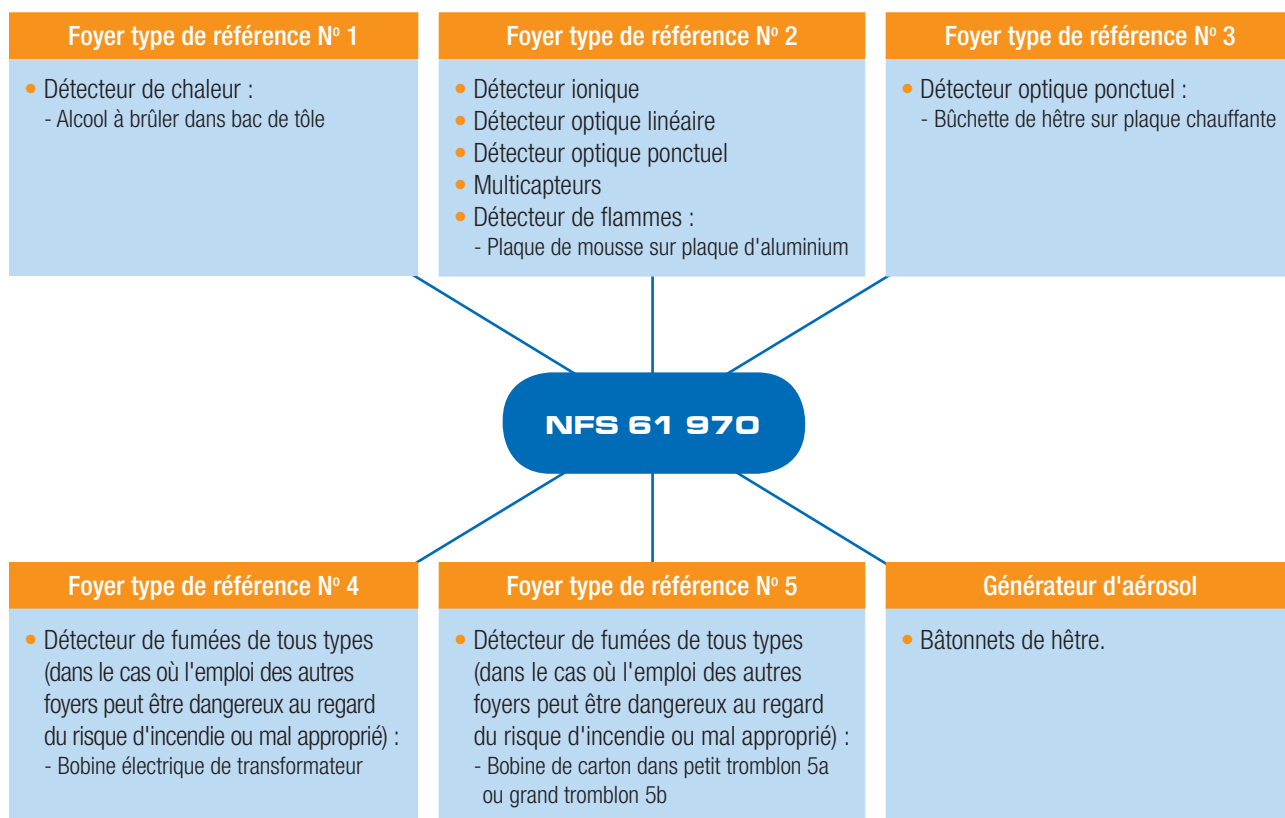 Foyer type de référence Nº 1
• Détecteur de chaleur :
- Alcool à brûler dans bac de tôle
Foyer type de référence Nº 2
• Détecteur ionique
• Détecteur optique linéaire
• Détecteur optique ponctuel
• Multicapteurs
• Détecteur de flammes :
- Plaque de mousse sur plaque d'aluminium
Foyer type de référence Nº 3
• Détecteur optique ponctuel :
- Bûchette de hêtre sur plaque chauffante
NFS 61 970
Foyer type de référence Nº 4
• Détecteur de fumées de tous types
(dans le cas où l'emploi des autres
foyers peut être dangereux au regard
du risque d'incendie ou mal approprié) :
- Bobine électrique de transformateur
Foyer type de référence Nº 5
• Détecteur de fumées de tous types
(dans le cas où l'emploi des autres
foyers peut être dangereux au regard
du risque d'incendie ou mal approprié) :
- Bobine de carton dans petit tromblon 5a
ou grand tromblon 5b
Générateur d'aérosol
• Bâtonnets de hêtre.